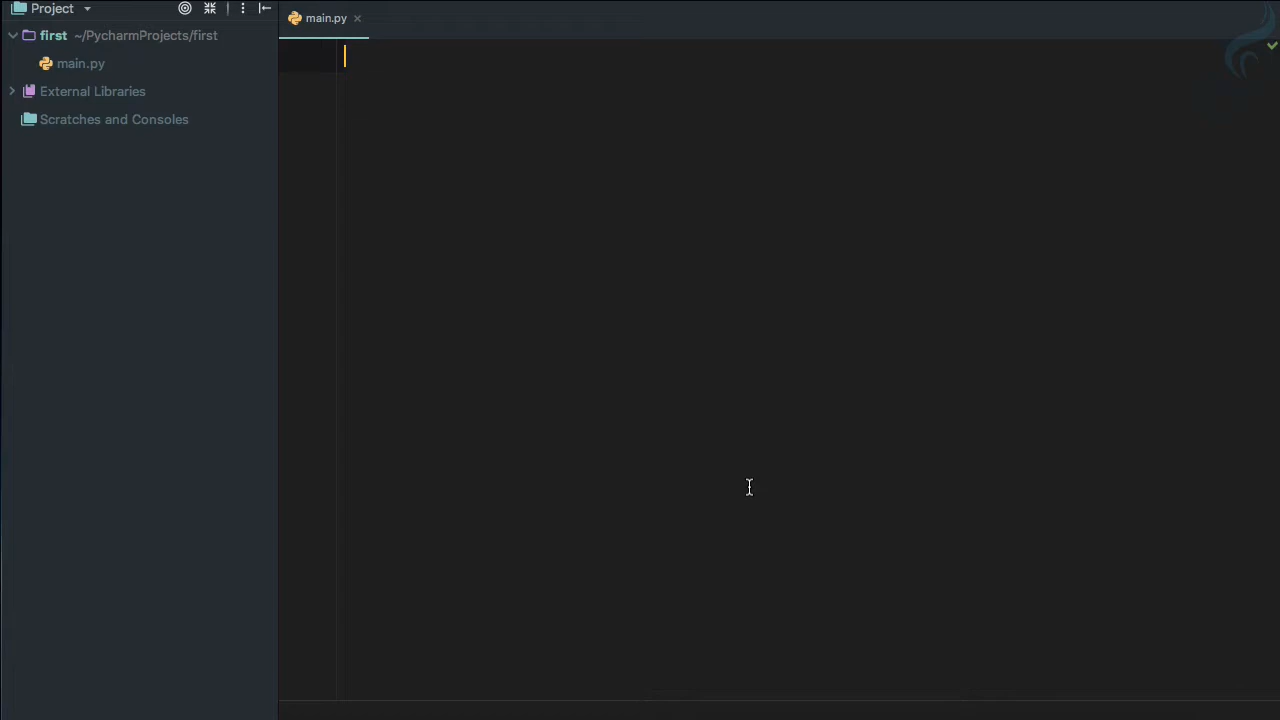 Project
main.py
first ~/PycharmProjects/first
main.py
External Libraries
Scratches and Consoles